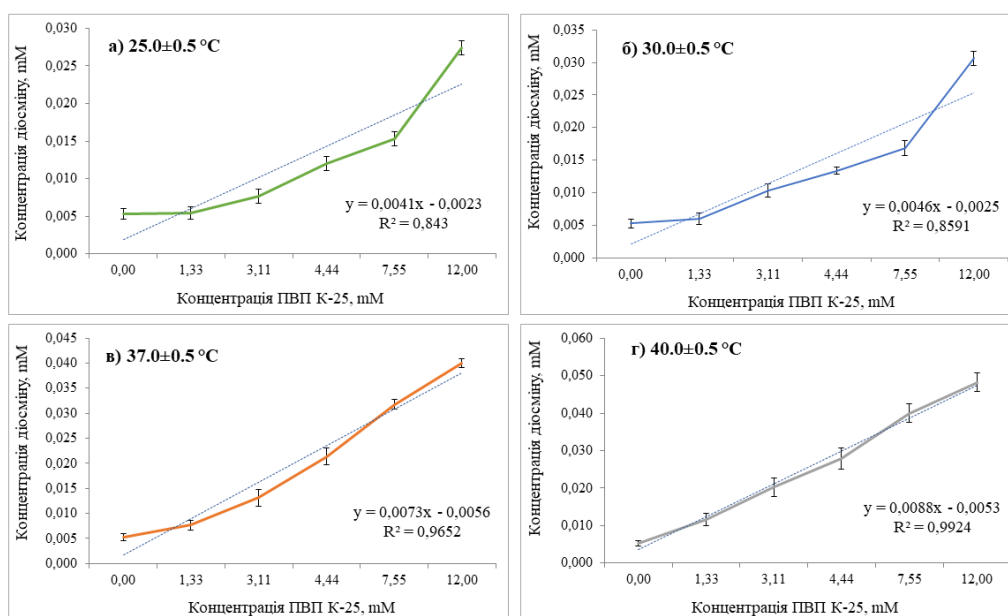 а) 25.0±0.5 °C
Концентрація діосміну, mM
0,030
0,025
0,020
0,015
0,010
0,005
0,000
y = 0,0041x - 0,0023
R² = 0,843
0,00 1,33 3,11 4,44 7,55 12,00
Концентрація ПВП К-25, mM
б) 30.0±0.5 °C
Концентрація діосміну, mM
0,035
0,030
0,025
0,020
0,015
0,010
0,005
0,000
y = 0,0046x - 0,0025
R² = 0,8591
0,00 1,33 3,11 4,44 7,55 12,00
Концентрація ПВП К-25, mM
в) 37.0±0.5 °C
Концентрація діосміну, mM
0,045
0,040
0,035
0,030
0,025
0,020
0,015
0,010
0,005
0,000
y = 0,0073x - 0,0056
R² = 0,9652
0,00 1,33 3,11 4,44 7,55 12,00
Концентрація ПВП К-25, mM
г) 40.0±0.5 °C
Концентрація діосміну, mM
0,060
0,050
0,040
0,030
0,020
0,010
0,000
y = 0,0088x - 0,0053
R² = 0,9924
0,00 1,33 3,11 4,44 7,55 12,00
Концентрація ПВП К-25, mM